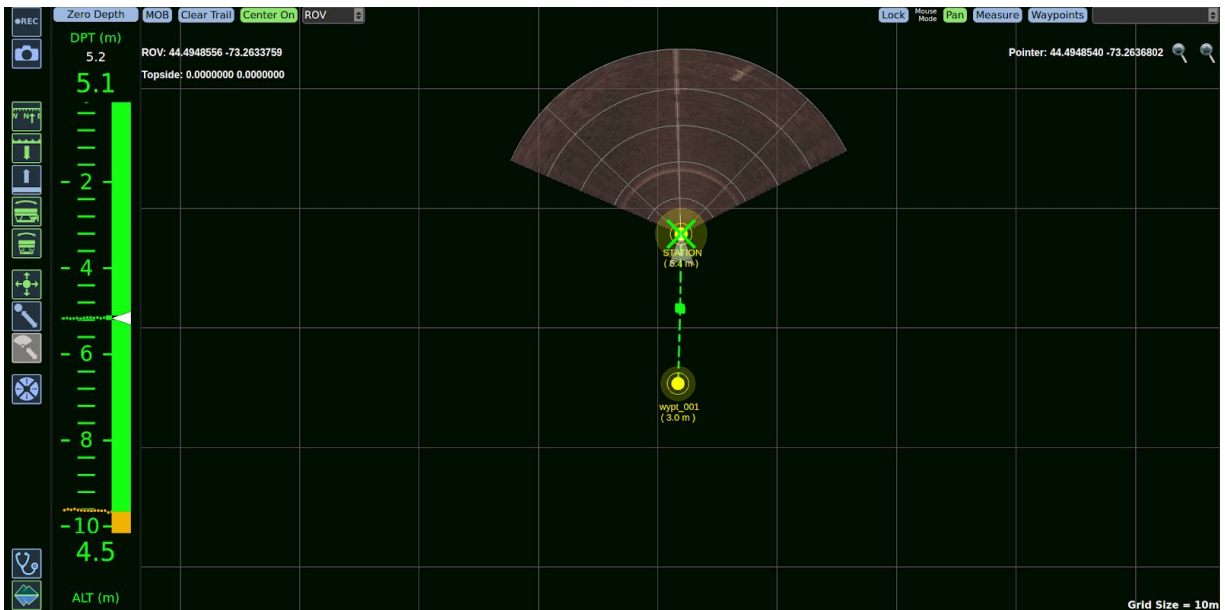 ●REC
Zero Depth MOB Clear Trail Center On ROV Lock Mouse Mode Pan Measure Waypoints
DPT (m)
5.2
5.1
ROV: 44.4948556 -73.2633759
Topside: 0.0000000 0.0000000
Pointer: 44.4948540 -73.2636802
W N E
2
4
6
8
10
4.5
ALT (m)
STATION
wypt_001
( 3.0 m )
Grid Size = 10m